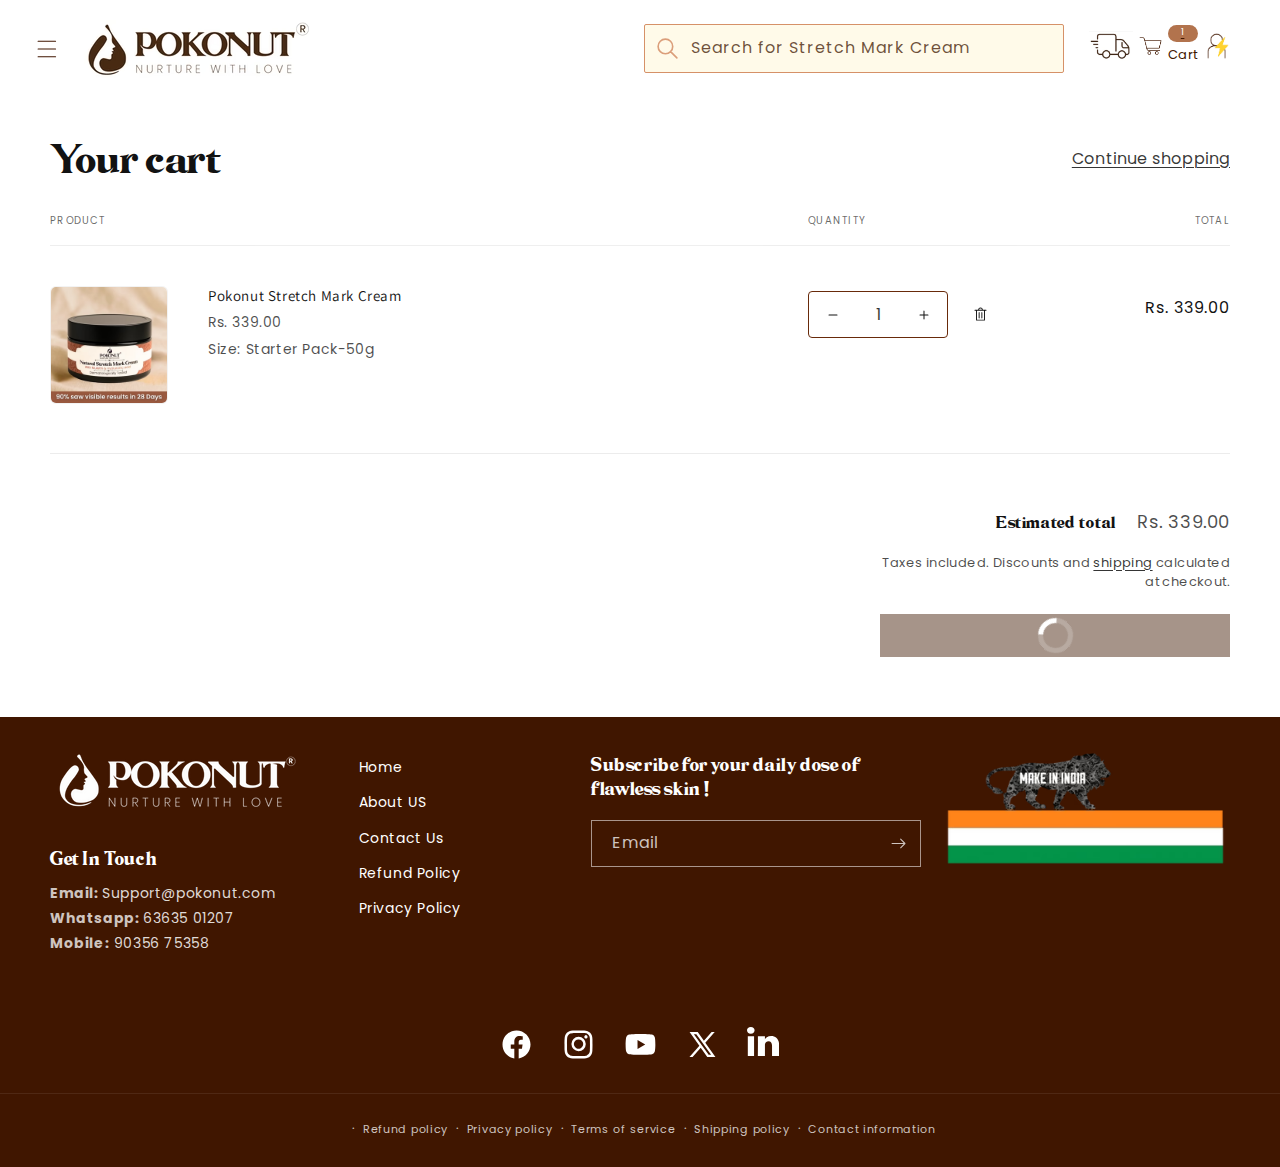 POKONUT®
NURTURE WITH LOVE
Search for Stretch Mark Cream
1
Cart
Your cart
Continue shopping
PRODUCT
QUANTITY
TOTAL
Pokonut Stretch Mark Cream
Rs. 339.00
Size: Starter Pack-50g
1
Rs. 339.00
POKONUT
Natural Stretch Mark Cream
90% saw visible results in 28 Days
Estimated total Rs. 339.00
Taxes included. Discounts and shipping calculated
at checkout.
POKONUT®
NURTURE WITH LOVE
Get In Touch
Email: Support@pokonut.com
Whatsapp: 63635 01207
Mobile: 90356 75358
Home
About US
Contact Us
Refund Policy
Privacy Policy
Subscribe for your daily dose of
flawless skin !
Email
MAKE IN INDIA
· Refund policy · Privacy policy · Terms of service · Shipping policy · Contact information